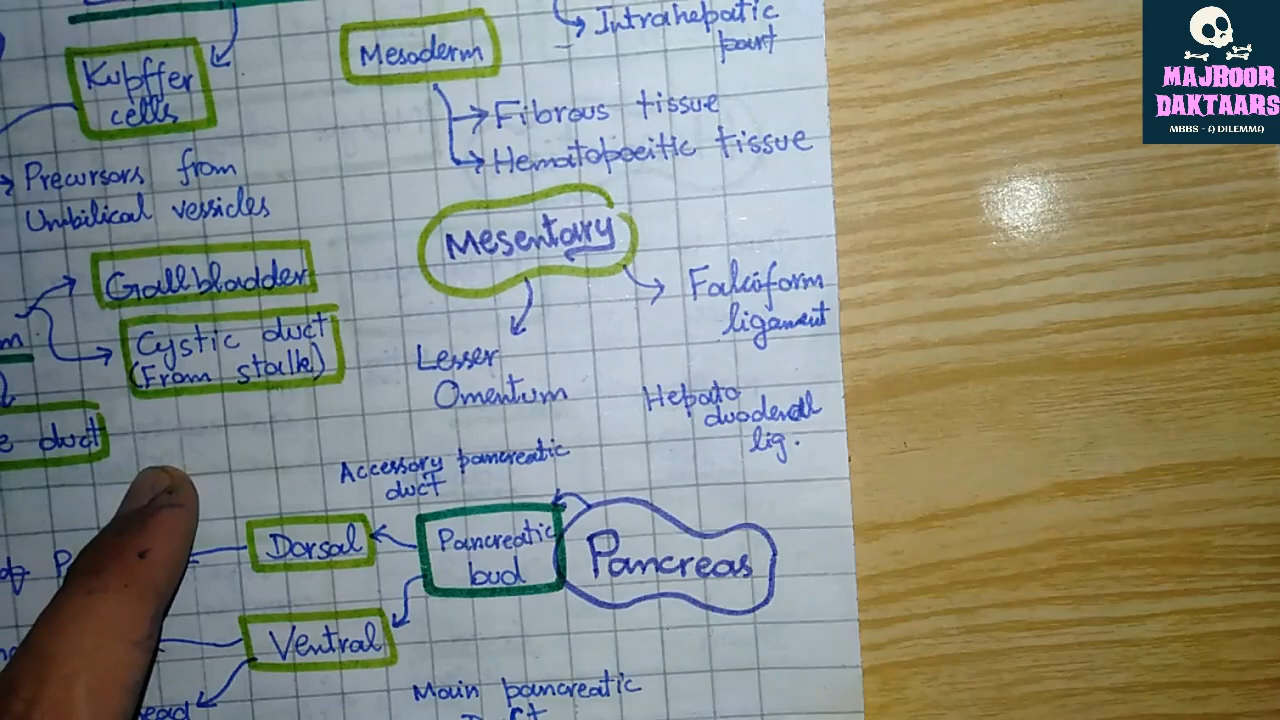 Intrahepatic
part
Kupffer
cells
Mesoderm
Fibrous tissue
Hematopoeitic tissue
Precursors from
Umbilical vessicles
Mesentary
Gallbladder
Falciform
ligament
Cystic duct
(From stalk)
Lesser
Omentum
Hepato
duodenal
lig.
duct
Accessory pancreatic
duct
Dorsal
Pancreatic
bud
Pancreas
Ventral
Main pancreatic
MAJBOOR
DAKTAARS
MBBS - A DILEMMA